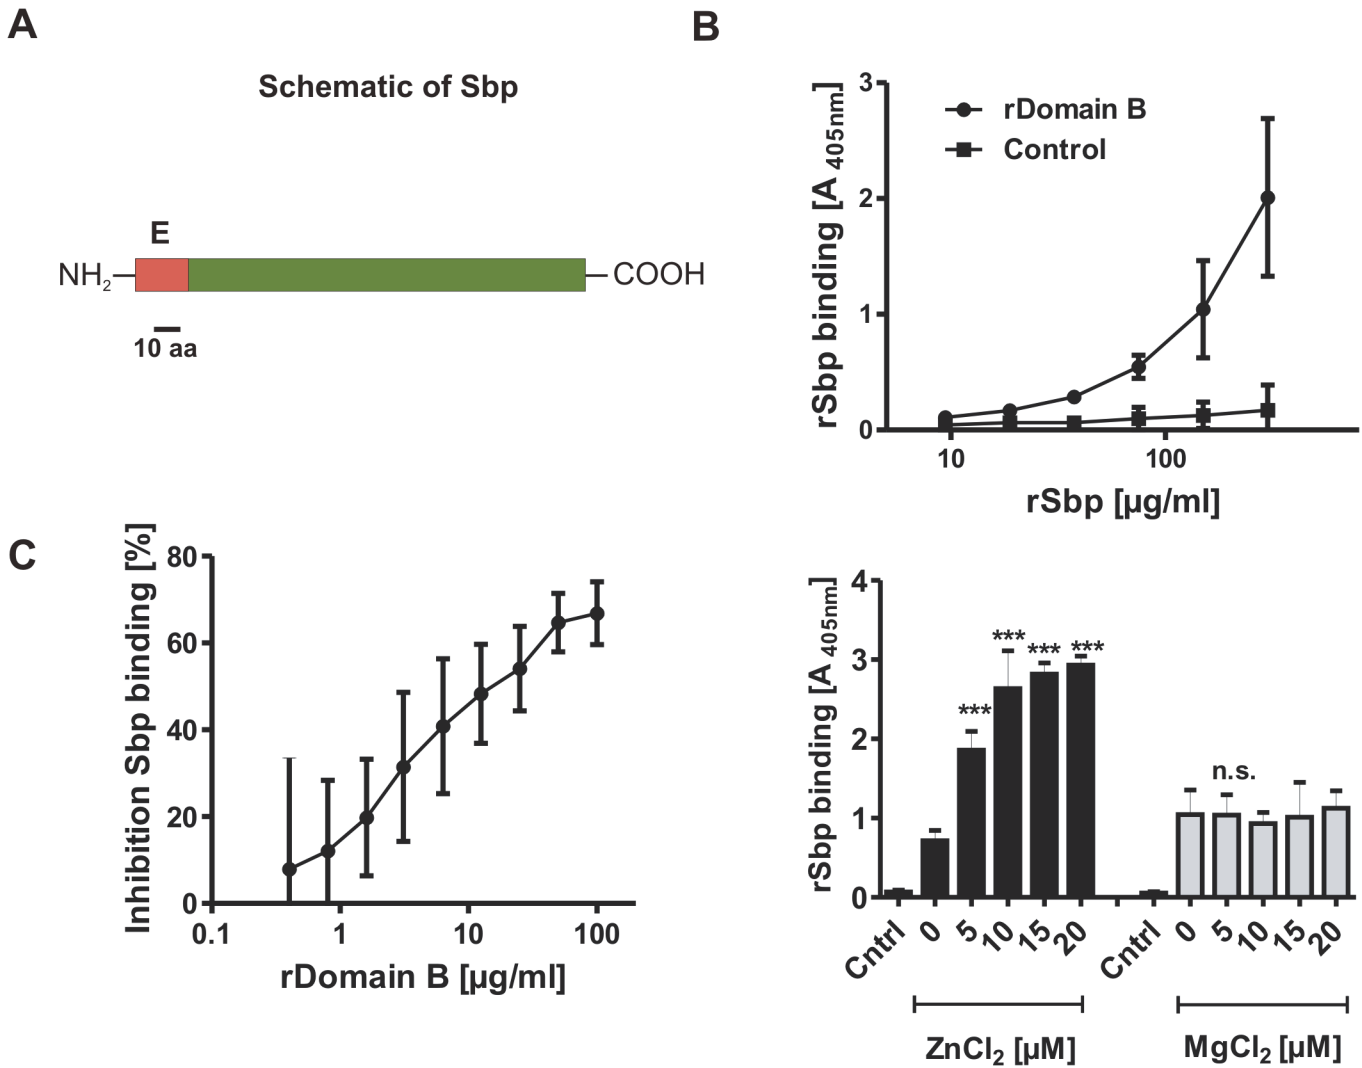 A
Schematic of Sbp
E
NH2 COOH
10 aa
B
rSbp binding [A 405nm]
3
2
1
0
rDomain B
Control
10 100
rSbp [µg/ml]
C
Inhibition Sbp binding [%]
80
60
40
20
0
0.1 1 10 100
rDomain B [µg/ml]
rSbp binding [A 405nm]
4
3
2
1
0
*** *** *** ***
n.s.
Cntrl 0 5 10 15 20 Cntrl 0 5 10 15 20
ZnCl2 [µM] MgCl2 [µM]